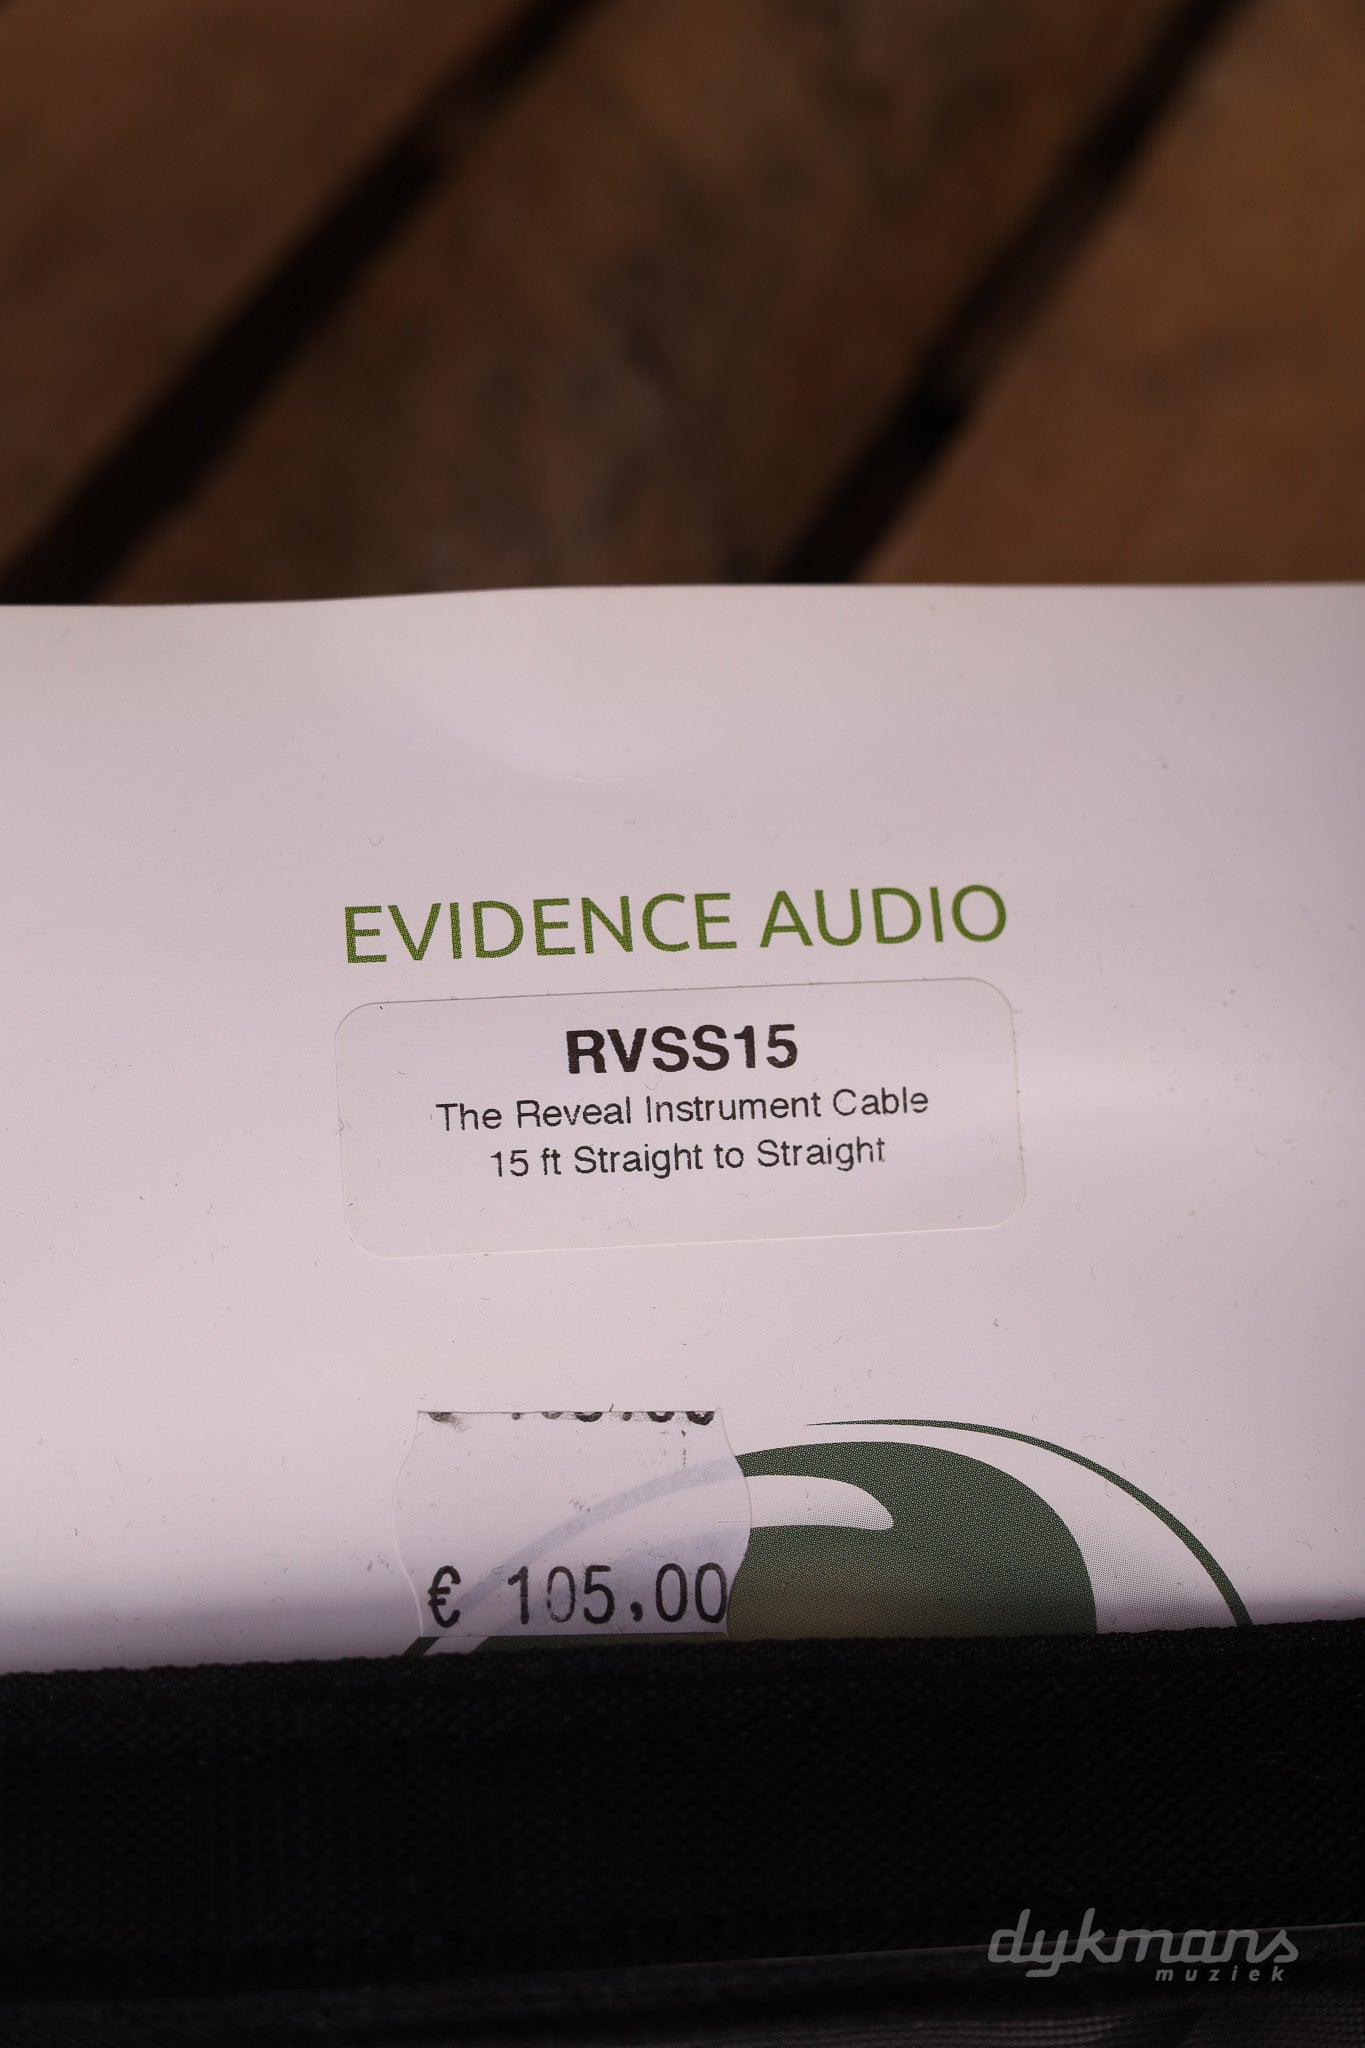 EVIDENCE AUDIO
RVSS15
The Reveal Instrument Cable
15 ft Straight to Straight
€ 105,00
dykmans
muziek